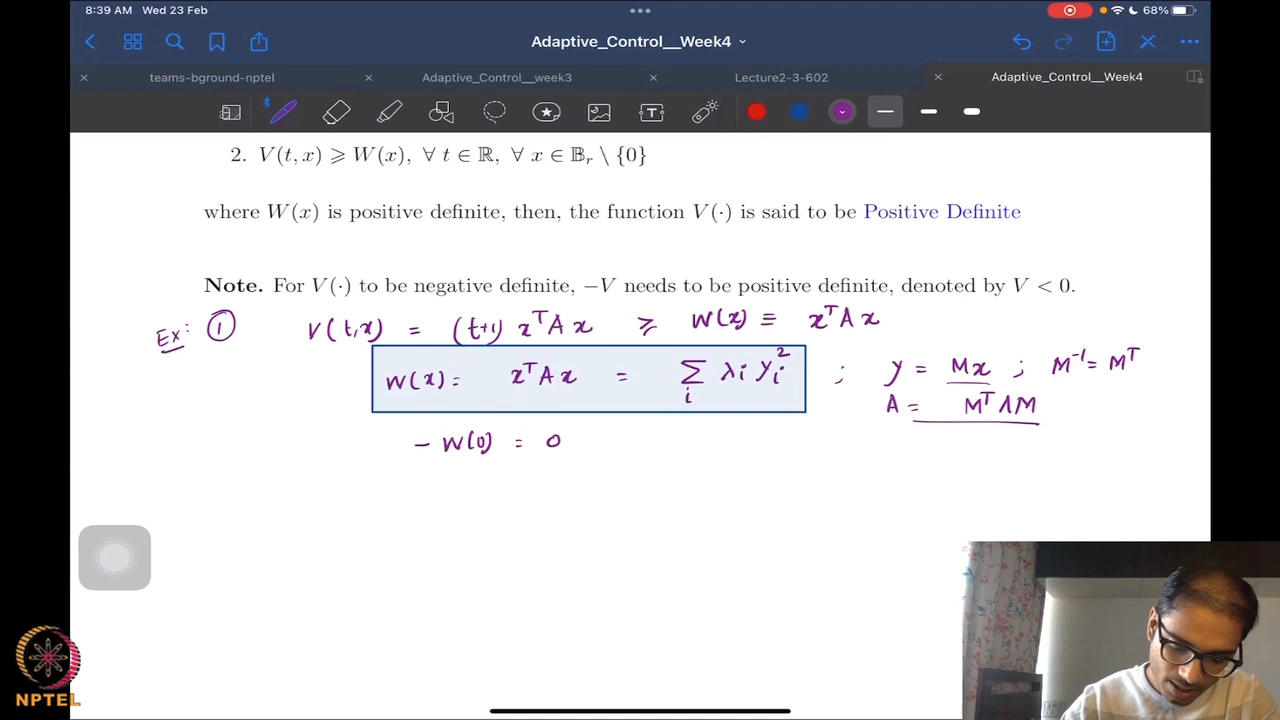 8:39 AM Wed 23 Feb
68%
Adaptive_Control__Week4
teams-bground-nptel
Adaptive_Control__week3
Lecture2-3-602
Adaptive_Control__Week4
2. V(t, x) ⩾ W(x), ∀ t ∈ ℝ, ∀ x ∈ 𝔹r \ {0}
where W(x) is positive definite, then, the function V(·) is said to be Positive Definite
Note. For V(·) to be negative definite, −V needs to be positive definite, denoted by V < 0.
Ex: ① V(t,x) = (t+1) xᵀAx ⩾ W(x) ≡ xᵀAx
W(x) = xᵀAx = Σᵢ λi yi² ; y = Mx ; M⁻¹ = Mᵀ
A = MᵀΛM
– W(0) = 0
NPTEL